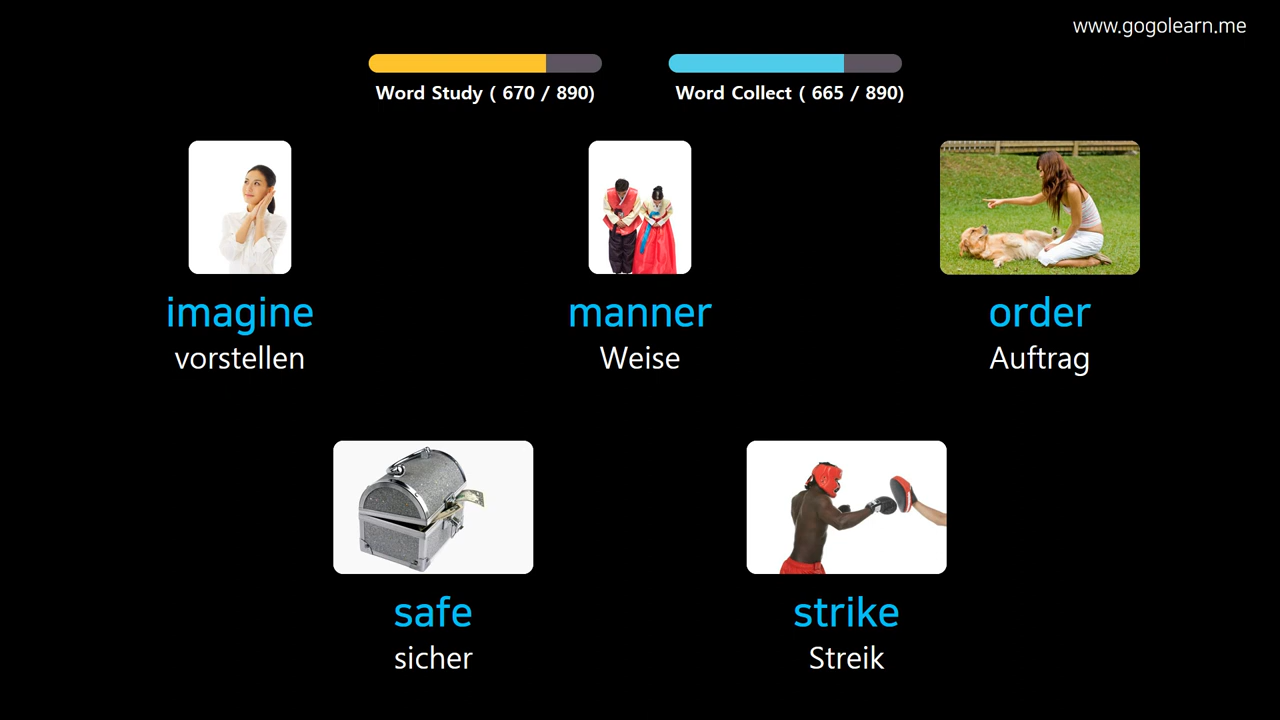 www.gogolearn.me
Word Study ( 670 / 890)
Word Collect ( 665 / 890)
imagine
vorstellen
manner
Weise
order
Auftrag
safe
sicher
strike
Streik